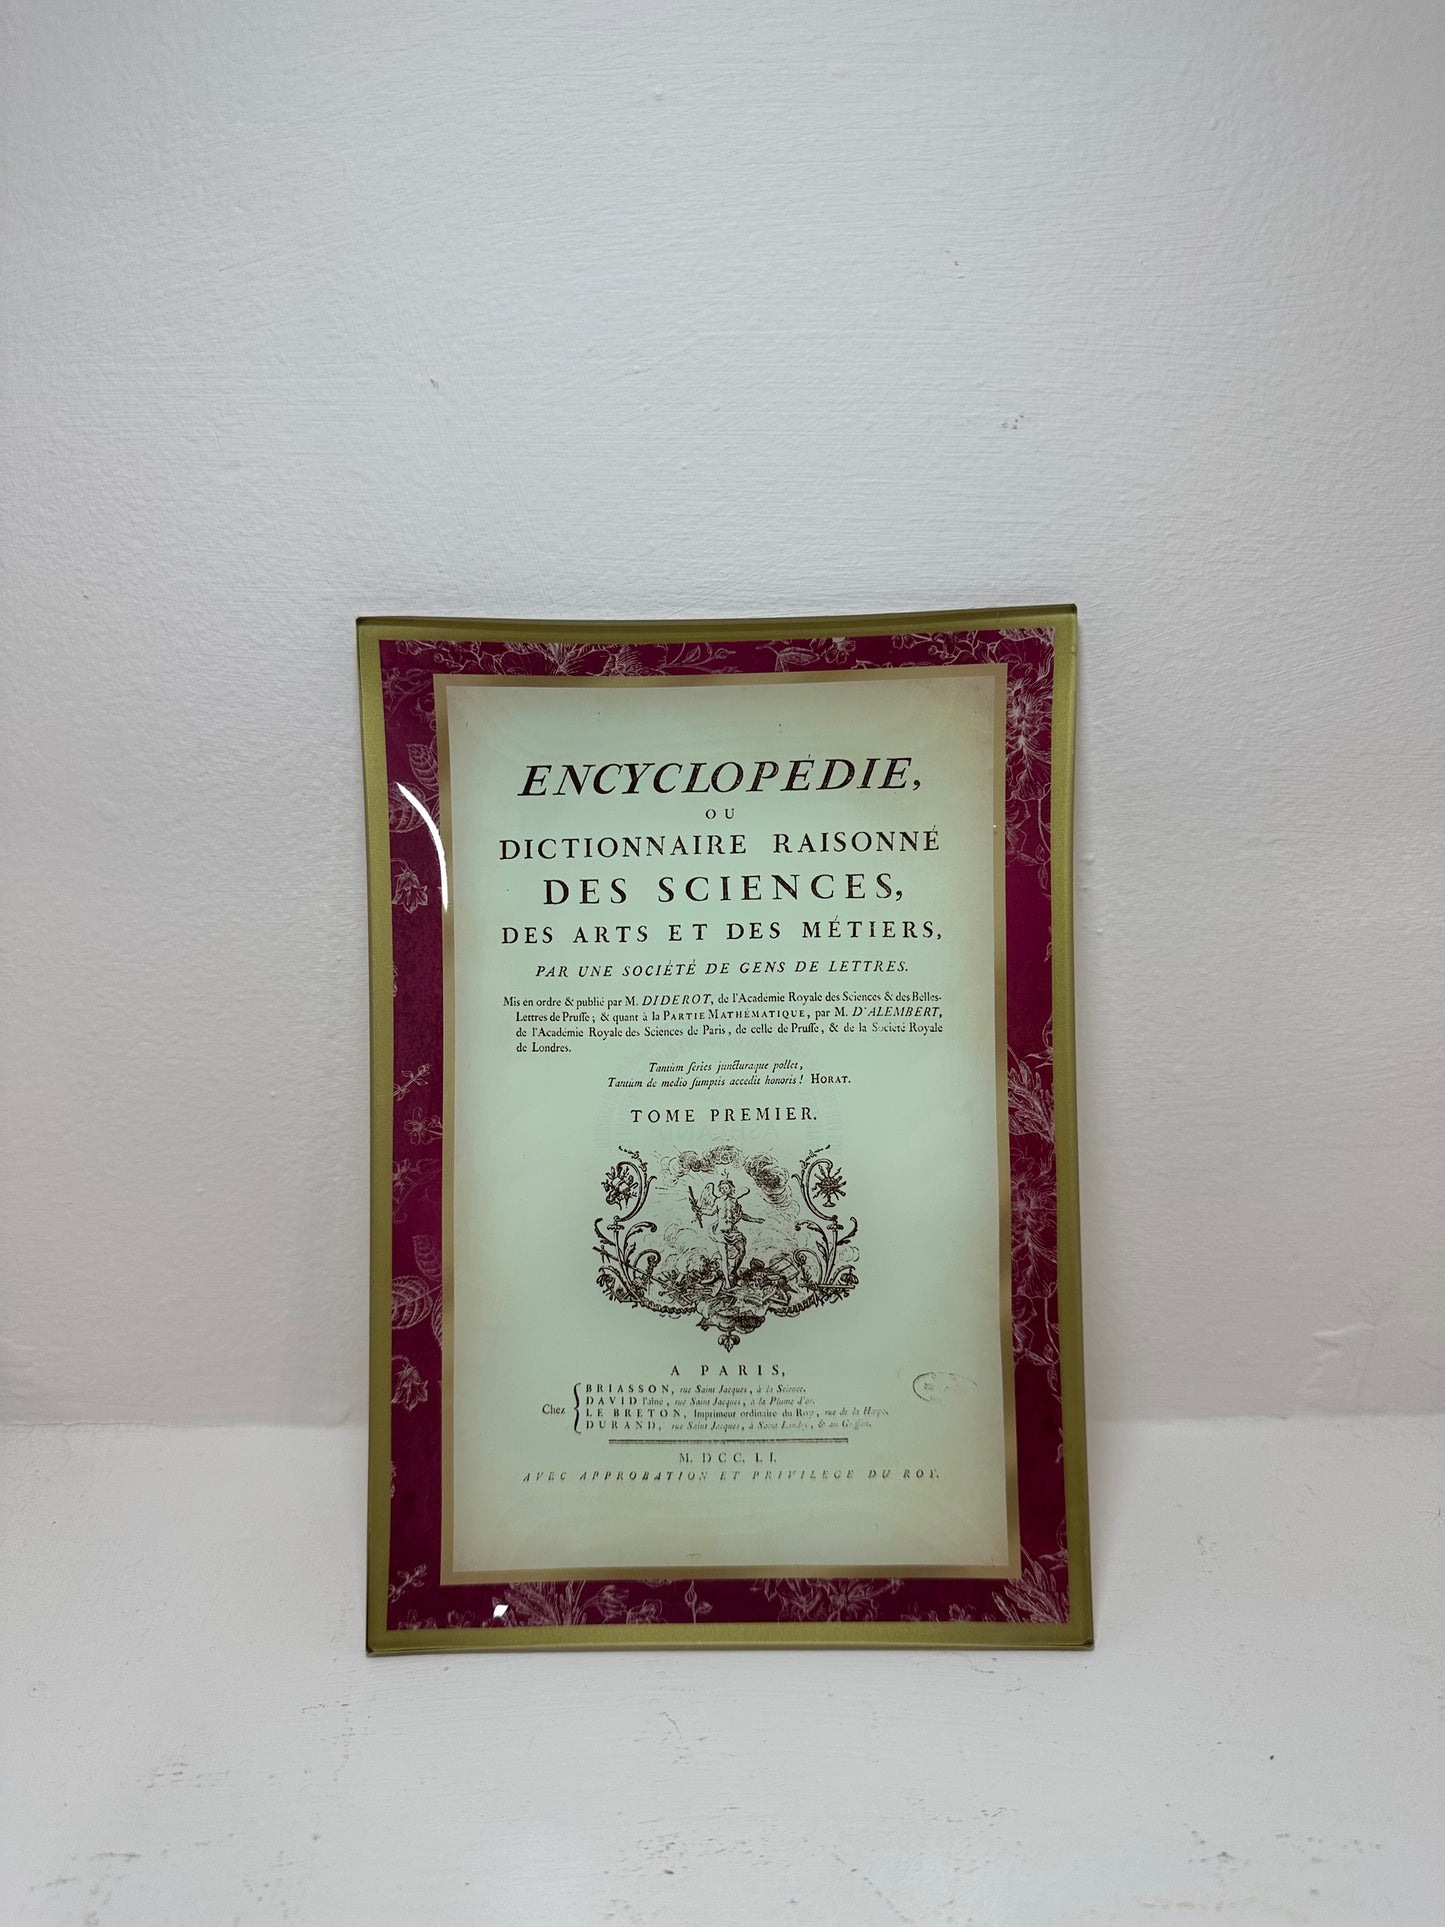 ENCYCLOPÉDIE,
OU
DICTIONNAIRE RAISONNÉ
DES SCIENCES,
DES ARTS ET DES MÉTIERS,
PAR UNE SOCIÉTÉ DE GENS DE LETTRES.
Mis en ordre & publié par M. DIDEROT, de l'Académie Royale des Sciences & des Belles-
Lettres de Prusse; & quant à la PARTIE MATHÉMATIQUE, par M. D'ALEMBERT,
de l'Académie Royale des Sciences de Paris, de celle de Prusse, & de la Société Royale
de Londres.
Tantùm series juncturaque pollet,
Tantùm de medio sumptis accedit honoris! HORAT.
TOME PREMIER.
A PARIS,
Chez
BRIASSON, rue Saint Jacques, à la Science.
DAVID l'aîné, rue Saint Jacques, à la Plume d'or.
LE BRETON, Imprimeur ordinaire du Roy, rue de la Harpe.
DURAND, rue Saint Jacques, à Saint Landry, & au Griffon.
M. DCC. LI.
AVEC APPROBATION ET PRIVILEGE DU ROY.